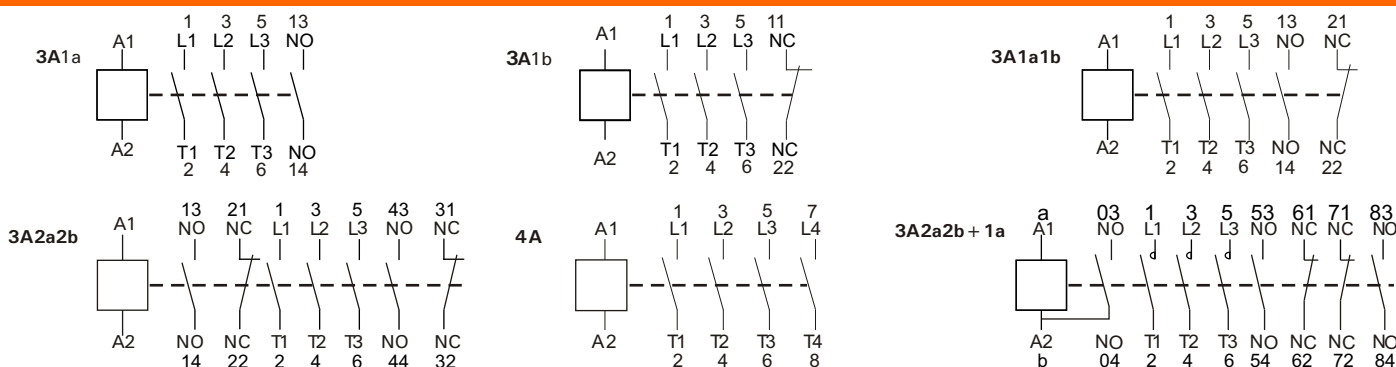 3A1a
A1
1 3 5 13
L1 L2 L3 NO
A2
T1 T2 T3 NO
2 4 6 14
3A1b
A1
1 3 5 11
L1 L2 L3 NC
A2
T1 T2 T3 NC
2 4 6 22
3A1a1b
A1
1 3 5 13 21
L1 L2 L3 NO NC
A2
T1 T2 T3 NO NC
2 4 6 14 22
3A2a2b
A1
13 21 1 3 5 43 31
NO NC L1 L2 L3 NO NC
A2
NO NC T1 T2 T3 NO NC
14 22 2 4 6 44 32
4A
A1
1 3 5 7
L1 L2 L3 L4
A2
T1 T2 T3 T4
2 4 6 8
3A2a2b + 1a
a 03 1 3 5 53 61 71 83
A1 NO L1 L2 L3 NO NC NC NO
A2 NO T1 T2 T3 NO NC NC NO
b 04 2 4 6 54 62 72 84